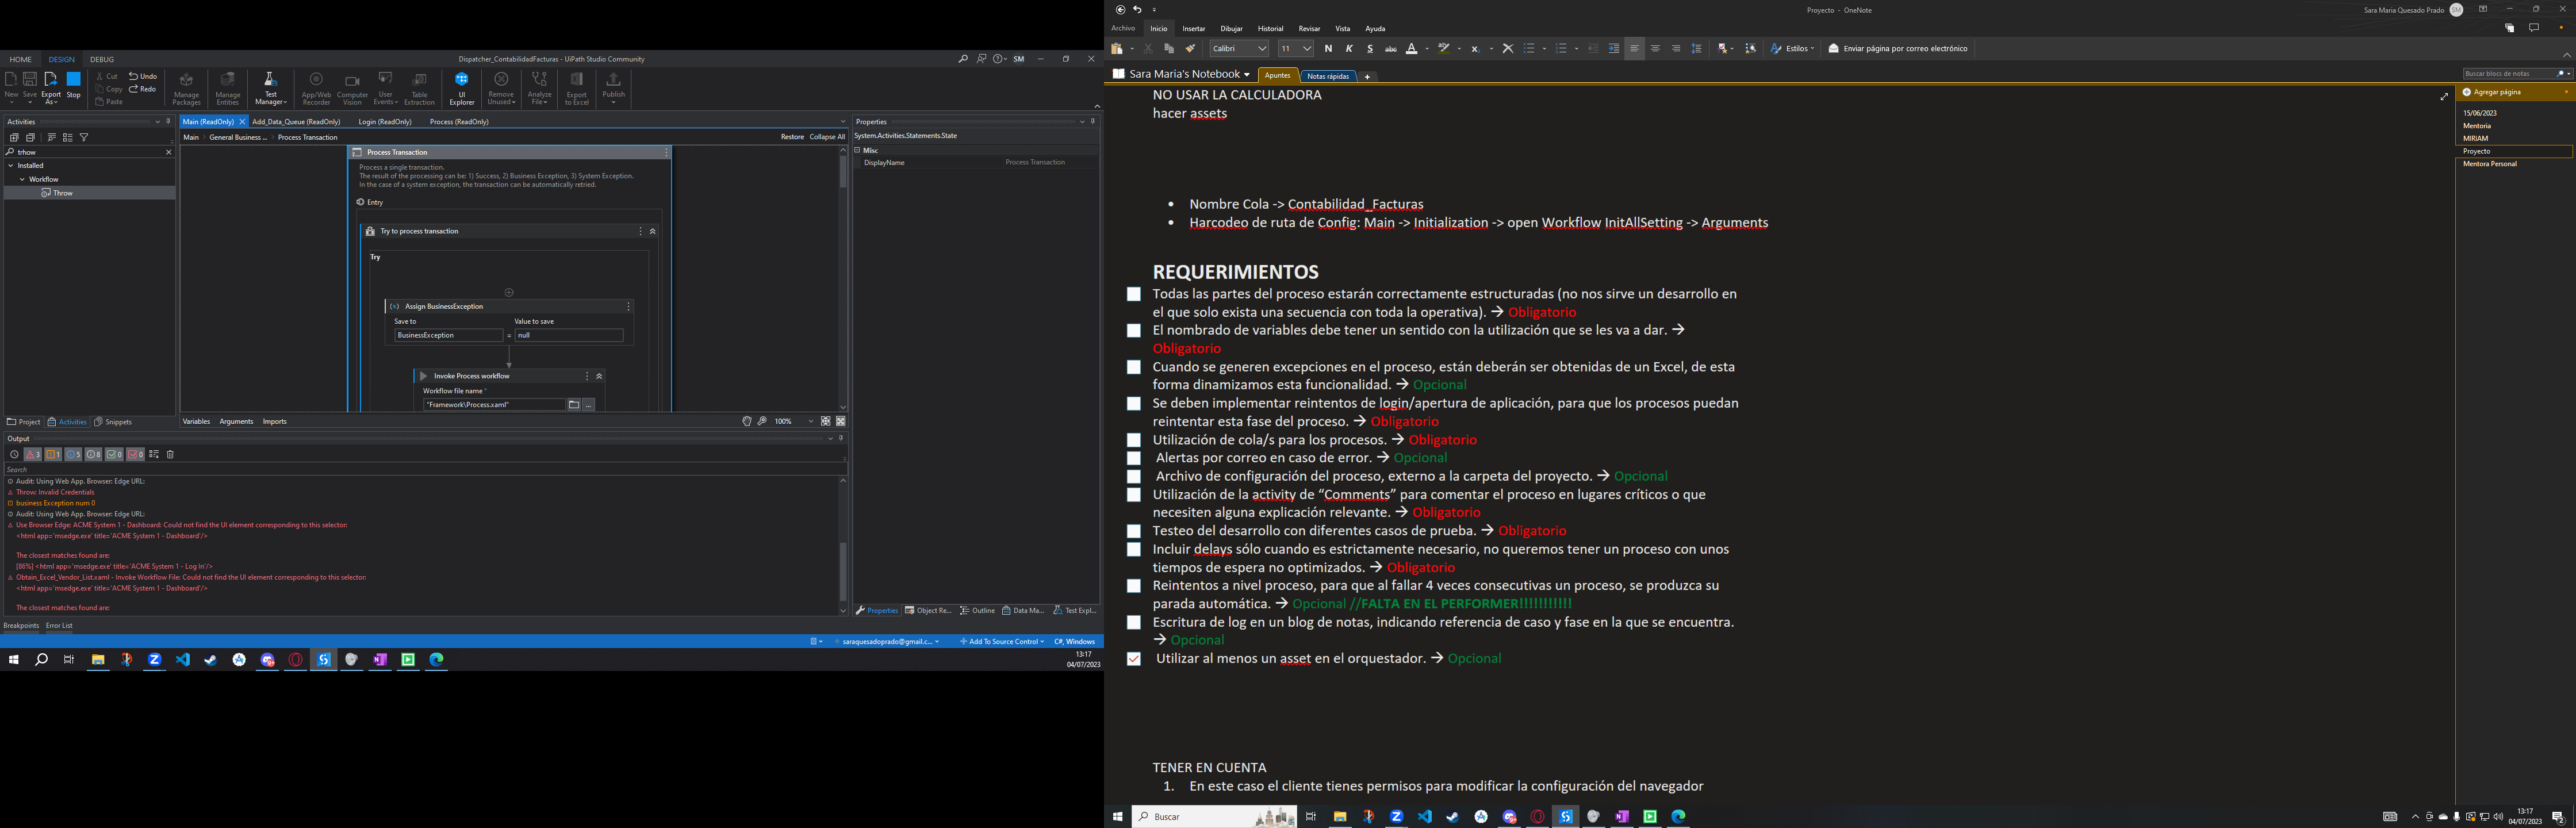 HOME DESIGN DEBUG
Dispatcher_ContabilidadFacturas - UiPath Studio Community
SM
New Save Export As Stop
Cut Copy Paste
Undo Redo
Manage Packages
Manage Entities
Test Manager
App/Web Recorder
Computer Vision
User Events
Table Extraction
UI Explorer
Remove Unused
Analyze File
Export to Excel
Publish
Activities
trhow
Installed
Workflow
Throw
Project Activities Snippets
Main (ReadOnly) Add_Data_Queue (ReadOnly) Login (ReadOnly) Process (ReadOnly)
Main General Business ... Process Transaction
Restore Collapse All
Process Transaction
Process a single transaction.
The result of the processing can be: 1) Success, 2) Business Exception, 3) System Exception.
In the case of a system exception, the transaction can be automatically retried.
Entry
Try to process transaction
Try
Assign BusinessException
Save to Value to save
BusinessException = null
Invoke Process workflow
Workflow file name *
"Framework\Process.xaml"
Variables Arguments Imports
100%
Properties
System.Activities.Statements.State
Misc
DisplayName Process Transaction
Properties Object Re... Outline Data Ma... Test Expl...
Output
3 1 5 8 0 0
Search
Audit: Using Web App. Browser: Edge URL:
Throw: Invalid Credentials
business Exception num 0
Audit: Using Web App. Browser: Edge URL:
Use Browser Edge: ACME System 1 - Dashboard: Could not find the UI element corresponding to this selector:
<html app='msedge.exe' title='ACME System 1 - Dashboard'/>
The closest matches found are:
[86%] <html app='msedge.exe' title='ACME System 1 - Log In'/>
Obtain_Excel_Vendor_List.xaml - Invoke Workflow File: Could not find the UI element corresponding to this selector:
<html app='msedge.exe' title='ACME System 1 - Dashboard'/>
The closest matches found are:
Breakpoints Error List
saraquesadoprado@gmail.c...
Add To Source Control
C#, Windows
13:17
04/07/2023
Proyecto - OneNote
Sara Maria Quesado Prado SM
Archivo Inicio Insertar Dibujar Historial Revisar Vista Ayuda
Calibri 11 N K S abc A
Estilos
Enviar página por correo electrónico
Sara Maria's Notebook Apuntes Notas rápidas +
Buscar blocs de notas
Agregar página
15/06/2023
Mentoria
MIRIAM
Proyecto
Mentora Personal
NO USAR LA CALCULADORA
hacer assets
• Nombre Cola -> Contabilidad_Facturas
• Harcodeo de ruta de Config: Main -> Initialization -> open Workflow InitAllSetting -> Arguments
REQUERIMIENTOS
Todas las partes del proceso estarán correctamente estructuradas (no nos sirve un desarrollo en
el que solo exista una secuencia con toda la operativa). → Obligatorio
El nombrado de variables debe tener un sentido con la utilización que se les va a dar. →
Obligatorio
Cuando se generen excepciones en el proceso, están deberán ser obtenidas de un Excel, de esta
forma dinamizamos esta funcionalidad. → Opcional
Se deben implementar reintentos de login/apertura de aplicación, para que los procesos puedan
reintentar esta fase del proceso. → Obligatorio
Utilización de cola/s para los procesos. → Obligatorio
Alertas por correo en caso de error. → Opcional
Archivo de configuración del proceso, externo a la carpeta del proyecto. → Opcional
Utilización de la activity de “Comments” para comentar el proceso en lugares críticos o que
necesiten alguna explicación relevante. → Obligatorio
Testeo del desarrollo con diferentes casos de prueba. → Obligatorio
Incluir delays sólo cuando es estrictamente necesario, no queremos tener un proceso con unos
tiempos de espera no optimizados. → Obligatorio
Reintentos a nivel proceso, para que al fallar 4 veces consecutivas un proceso, se produzca su
parada automática. → Opcional //FALTA EN EL PERFORMER!!!!!!!!!!!
Escritura de log en un blog de notas, indicando referencia de caso y fase en la que se encuentra.
→ Opcional
Utilizar al menos un asset en el orquestador. → Opcional
TENER EN CUENTA
1. En este caso el cliente tienes permisos para modificar la configuración del navegador
Buscar
13:17
04/07/2023
2